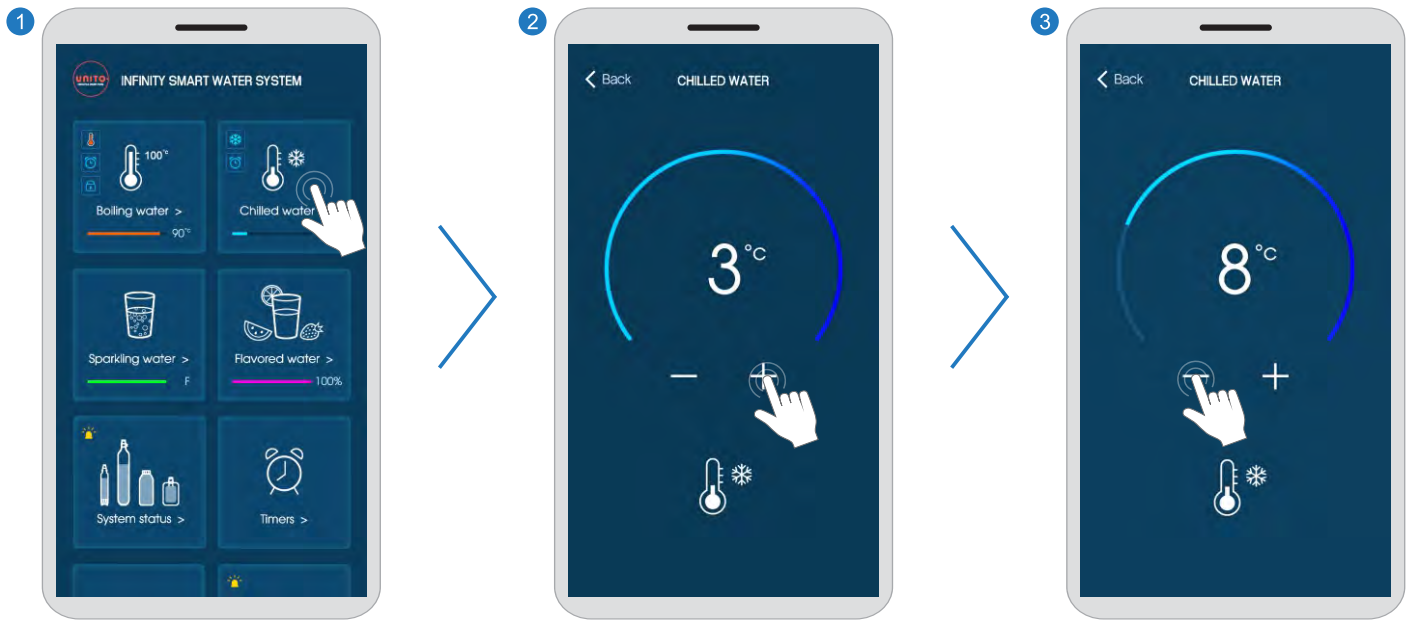 1
UNITO
INFINITY SMART WATER SYSTEM
100°c
Boiling water >
90°c
Chilled water
Sparkling water >
F
Flavored water >
100%
System status >
Timers >
2
Back
CHILLED WATER
3°C
− +
3
Back
CHILLED WATER
8°C
− +